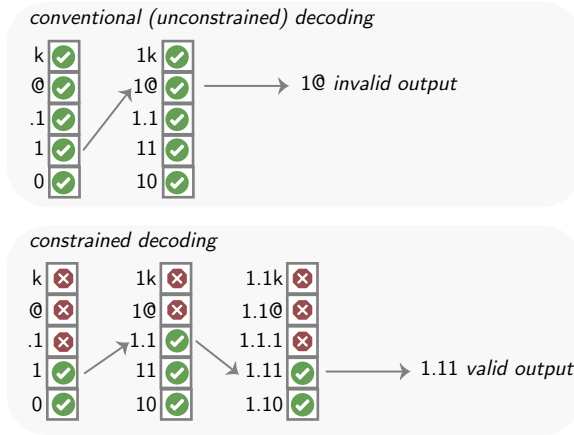 conventional (unconstrained) decoding
k 1k
@ 1@ 1@ invalid output
.1 1.1
1 11
0 10
constrained decoding
k 1k 1.1k
@ 1@ 1.1@
.1 1.1 1.1.1
1 11 1.11 1.11 valid output
0 10 1.10